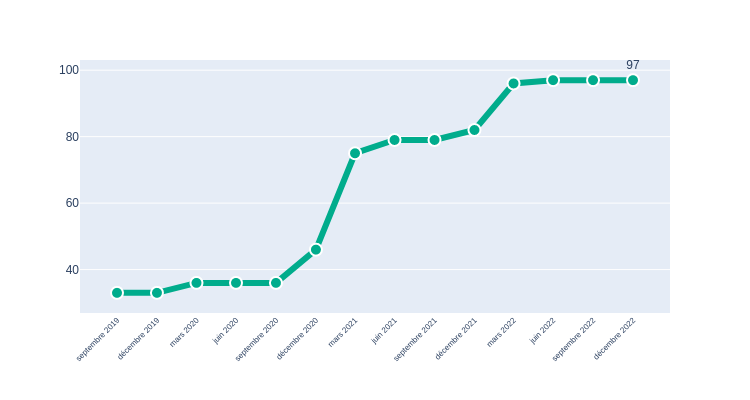 97
100
80
60
40
septembre 2019
décembre 2019
mars 2020
juin 2020
septembre 2020
décembre 2020
mars 2021
juin 2021
septembre 2021
décembre 2021
mars 2022
juin 2022
septembre 2022
décembre 2022